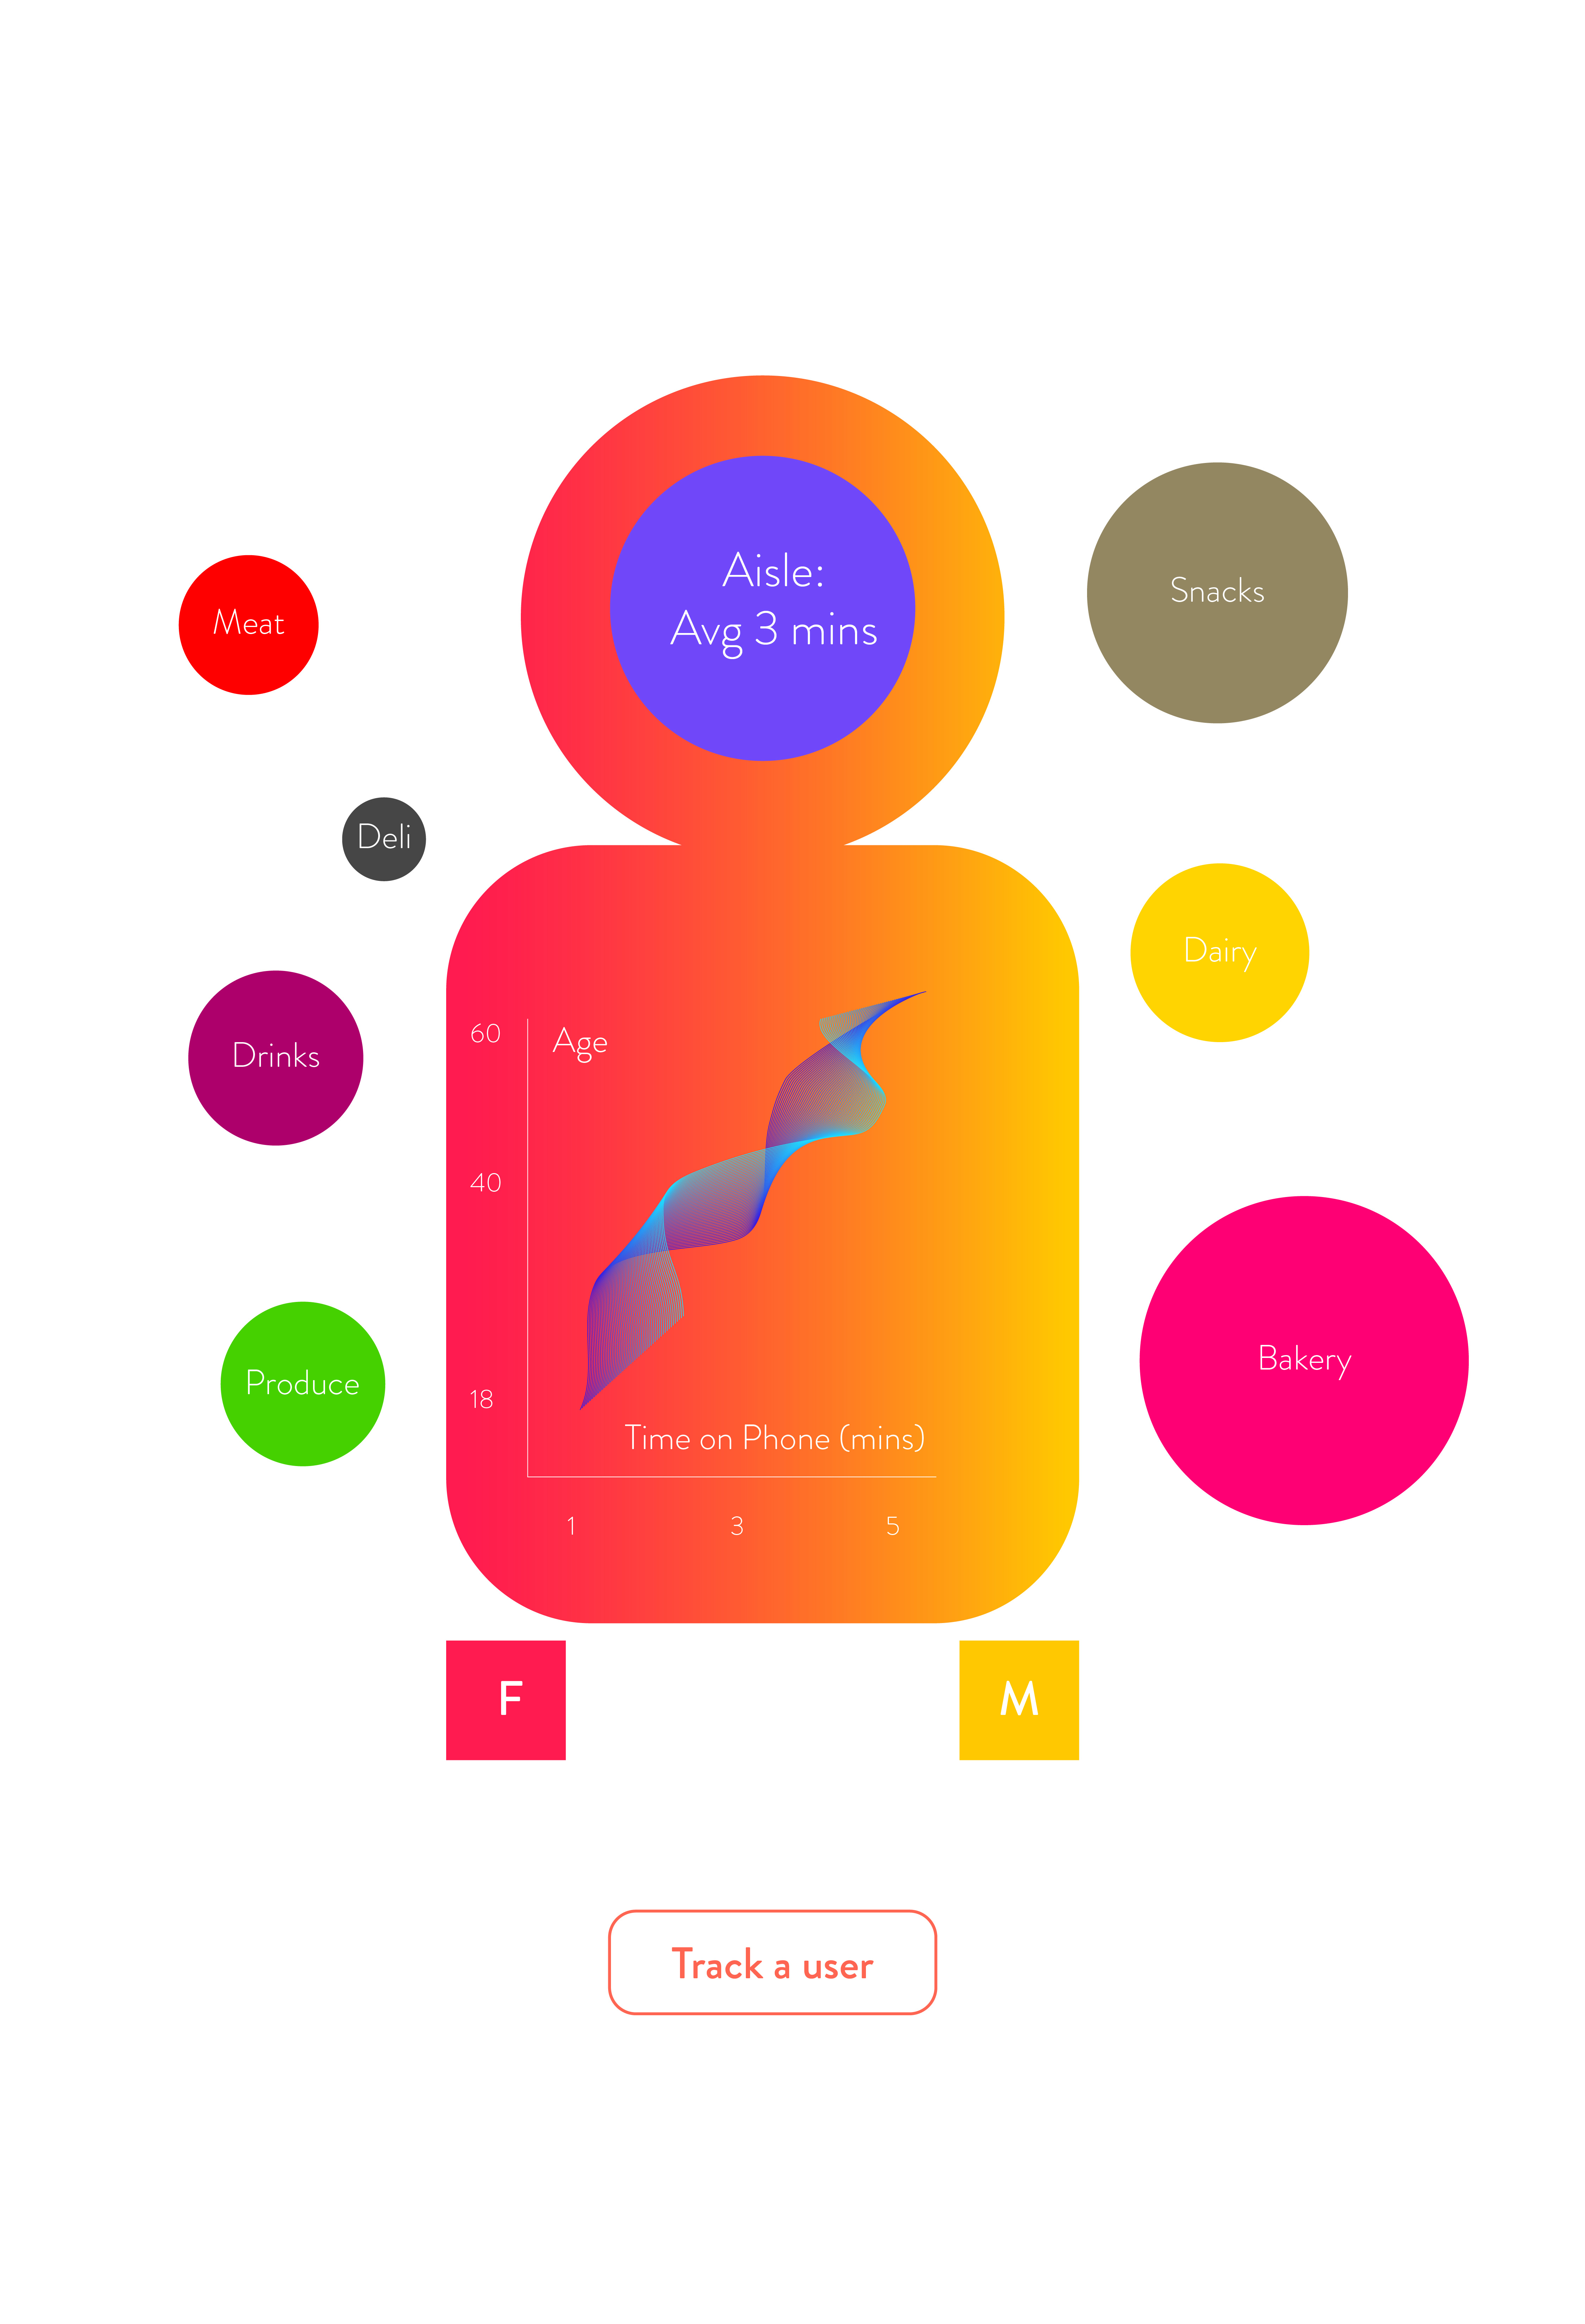 Aisle:
Avg 3 mins
Snacks
Meat
Deli
Dairy
Drinks
60
Age
40
Bakery
Produce
18
Time on Phone (mins)
1 3 5
F
M
Track a user